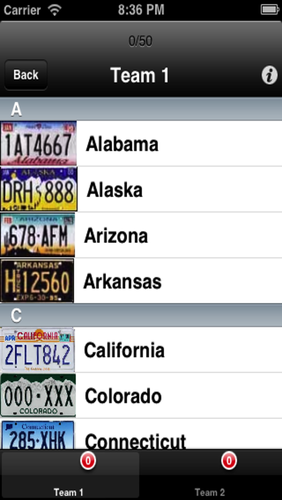 Carrier 8:36 PM
0/50
Back Team 1
A
1AT4667
Alabama
Alabama
ALASKA
DRH 888
Alaska
ARIZONA
678·AFM
Arizona
ARKANSAS
H 12560
EXP 6-30-95
Arkansas
C
APR CALIFORNIA
2FLT842
California
000·XXX
COLORADO
Colorado
Connecticut
285·XHK
Connecticut
0 0
Team 1 Team 2